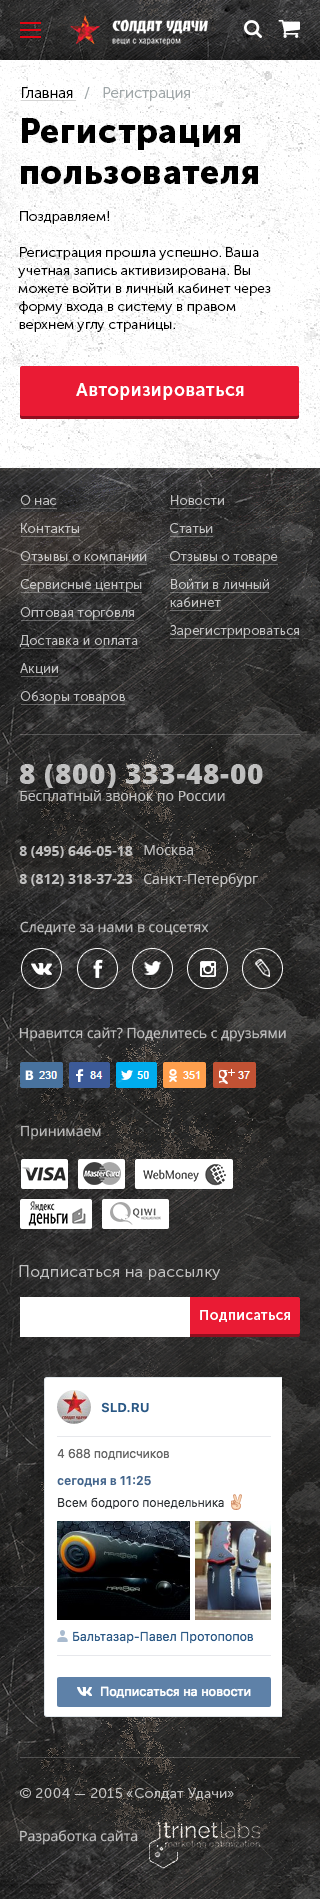 СОЛДАТ УДАЧИ
вещи с характером
Главная / Регистрация
Регистрация
пользователя
Поздравляем!
Регистрация прошла успешно. Ваша
учетная запись активизирована. Вы
можете войти в личный кабинет через
форму входа в систему в правом
верхнем углу страницы.
Авторизироваться
О нас
Контакты
Отзывы о компании
Сервисные центры
Оптовая торговля
Доставка и оплата
Акции
Обзоры товаров
Новости
Статьи
Отзывы о товаре
Войти в личный
кабинет
Зарегистрироваться
8 (800) 333-48-00
Бесплатный звонок по России
8 (495) 646-05-18 Москва
8 (812) 318-37-23 Санкт-Петербург
Следите за нами в соцсетях
Нравится сайт? Поделитесь с друзьями
В 230 84 50 351 37
Принимаем
VISA MasterCard WebMoney
Яндекс
деньги QIWI
Подписаться на рассылку
Подписаться
SLD.RU
4 688 подписчиков
сегодня в 11:25
Всем бодрого понедельника ✌
Бальтазар-Павел Протопопов
Подписаться на новости
© 2004 — 2015 «Солдат Удачи»
Разработка сайта trinetlabs
marketing optimization